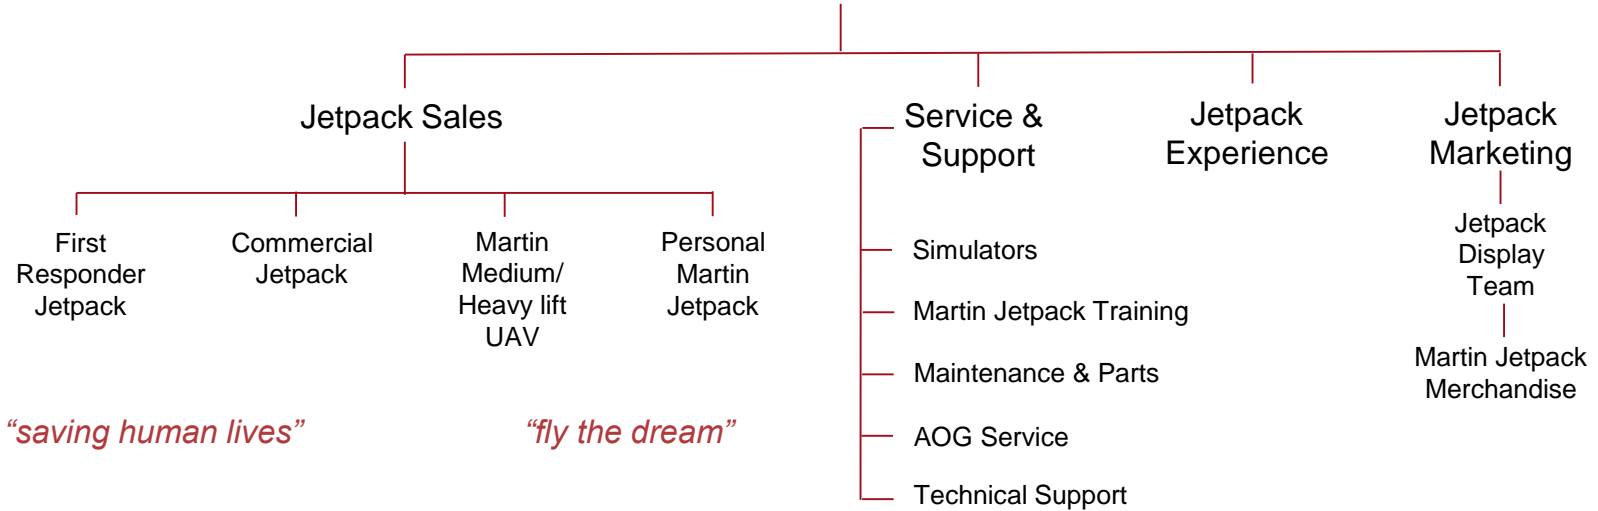 Jetpack Sales
Service &
Support
Jetpack
Experience
Jetpack
Marketing
First
Responder
Jetpack
Commercial
Jetpack
Martin
Medium/
Heavy lift
UAV
Personal
Martin
Jetpack
Simulators
Martin Jetpack Training
Maintenance & Parts
AOG Service
Technical Support
Jetpack
Display
Team
Martin Jetpack
Merchandise
“saving human lives”
“fly the dream”